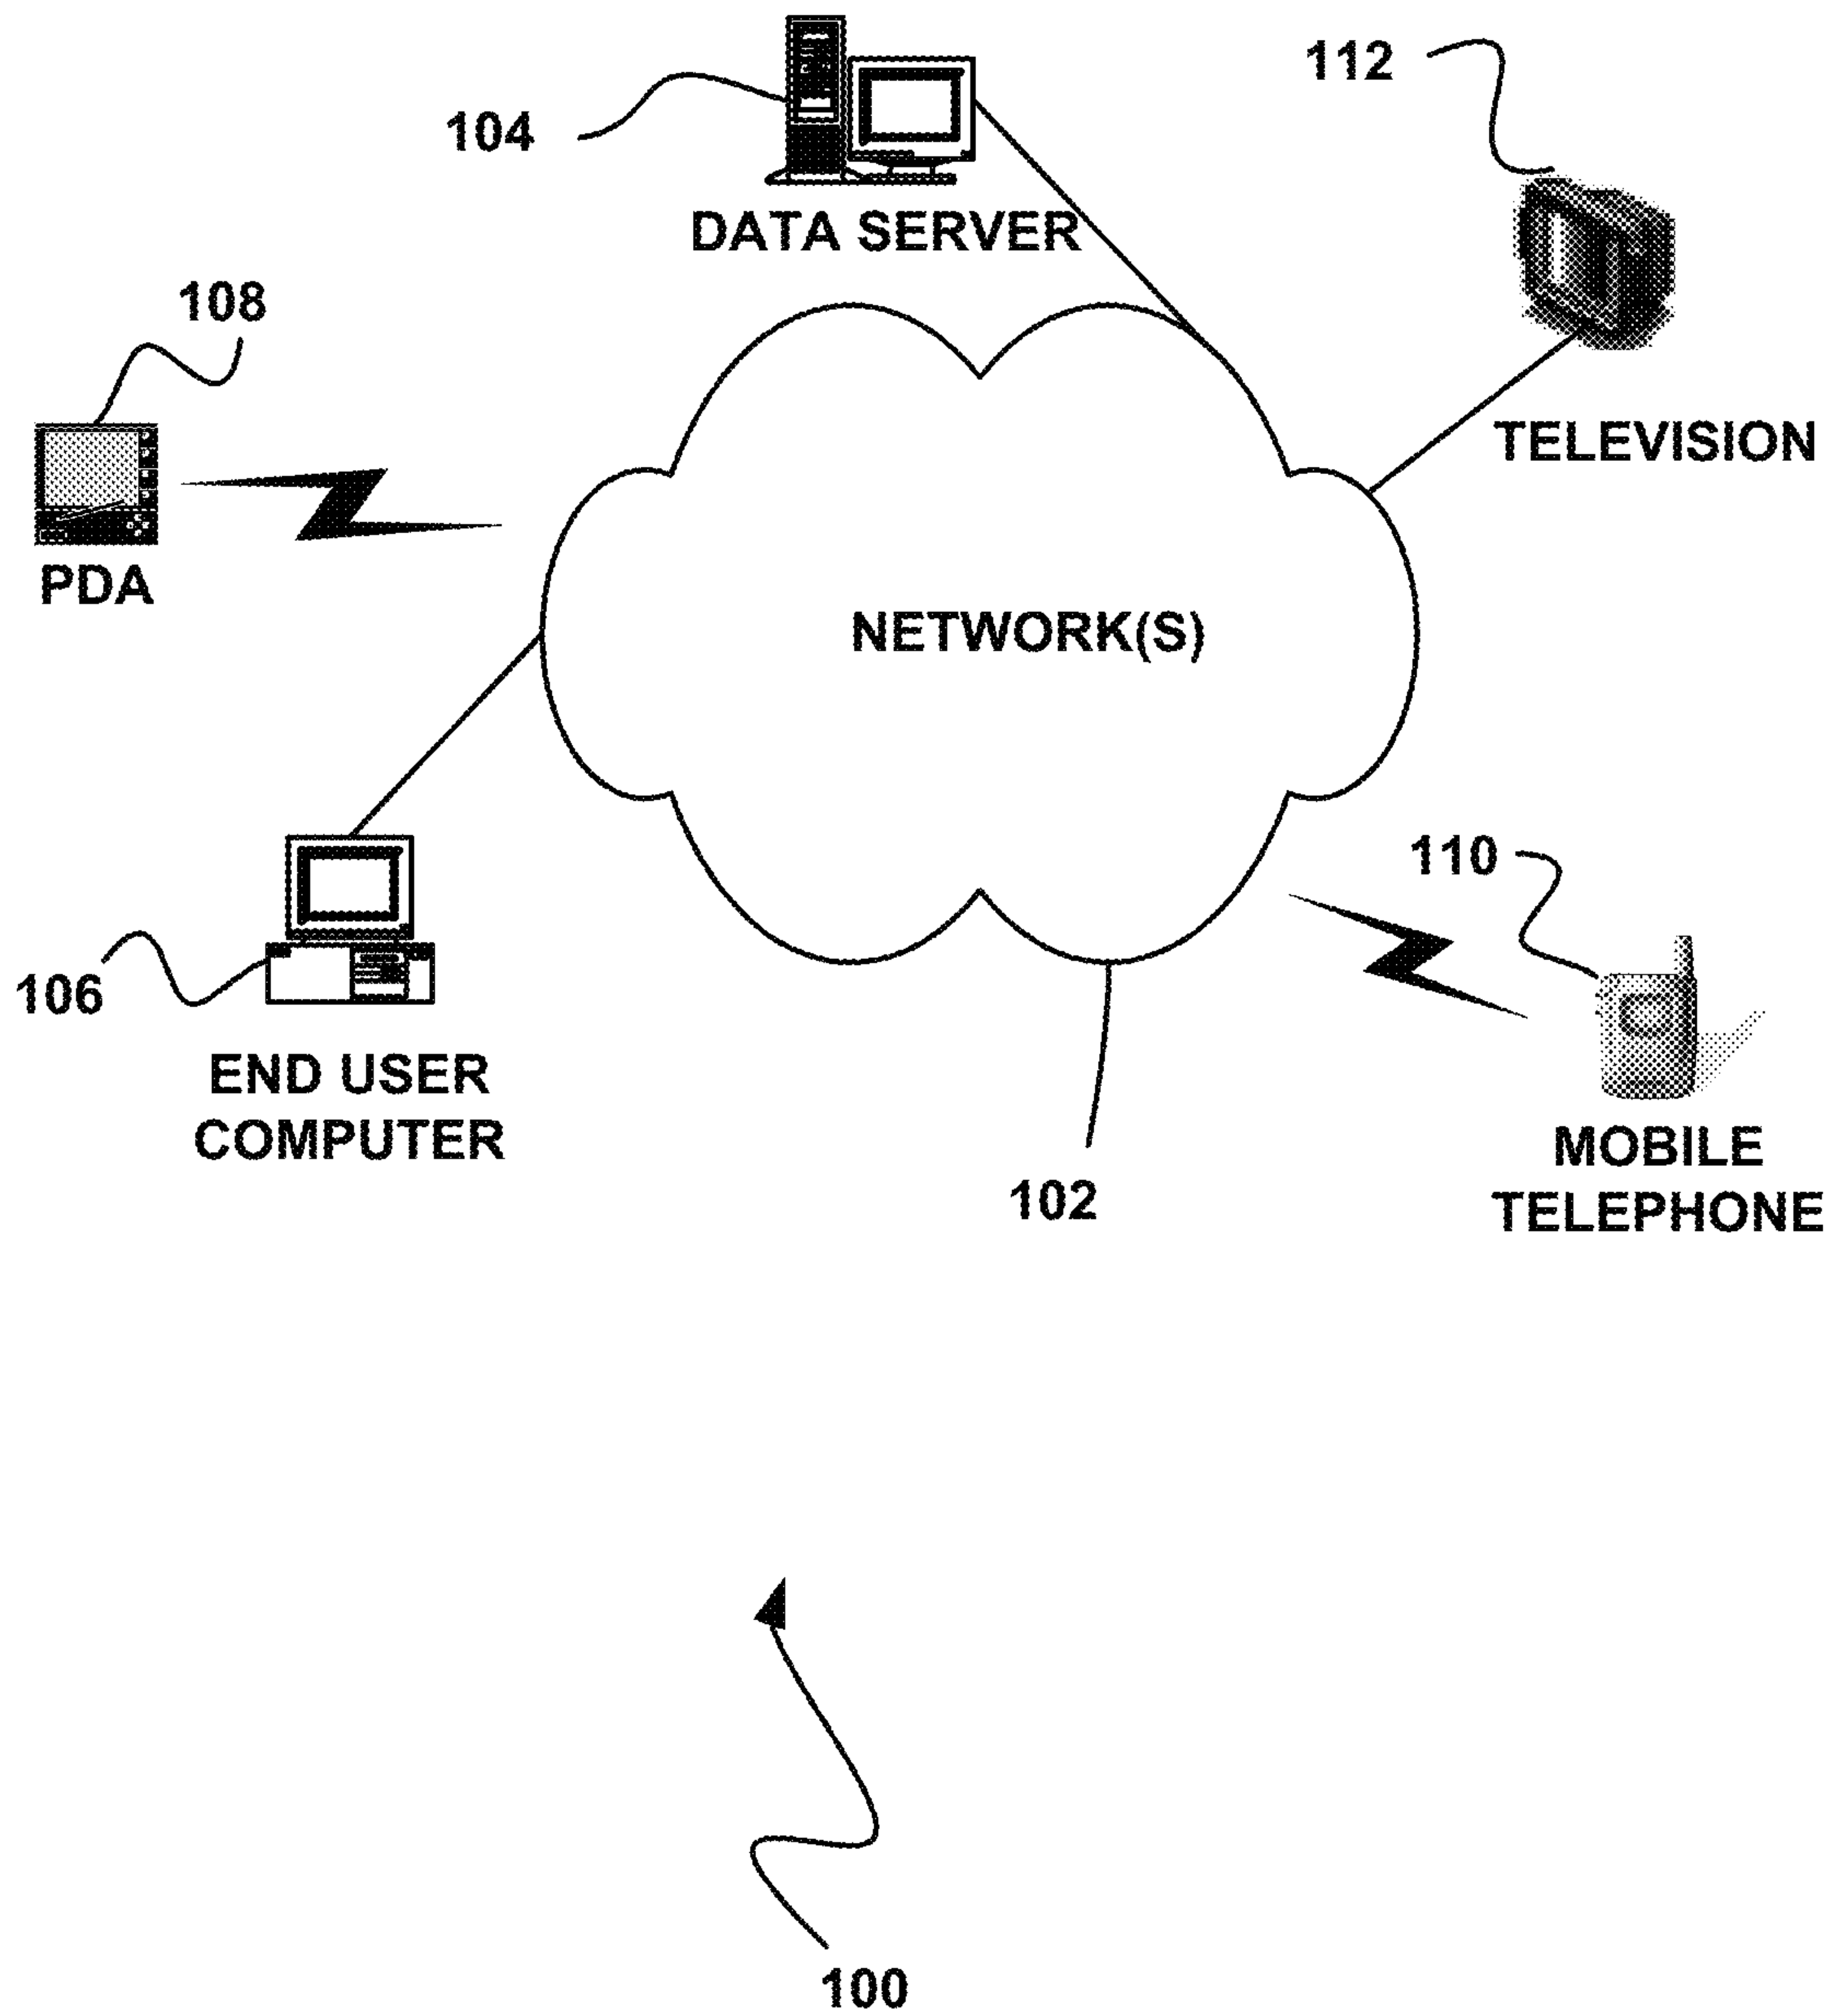 112
104
DATA SERVER
108
TELEVISION
PDA
NETWORK(S)
110
106
END USER
COMPUTER
MOBILE
TELEPHONE
102
100